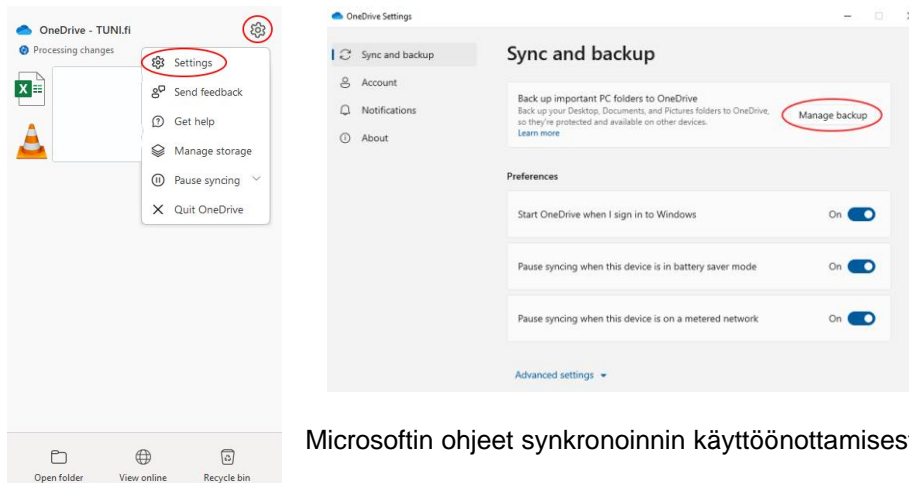 OneDrive - TUNI.fi
Processing changes
Settings
Send feedback
Get help
Manage storage
Pause syncing
Quit OneDrive
Open folder
View online
Recycle bin
OneDrive Settings
Sync and backup
Account
Notifications
About
Sync and backup
Back up important PC folders to OneDrive
Back up your Desktop, Documents, and Pictures folders to OneDrive,
so they're protected and available on other devices.
Learn more
Manage backup
Preferences
Start OneDrive when I sign in to Windows
On
Pause syncing when this device is in battery saver mode
On
Pause syncing when this device is on a metered network
On
Advanced settings
Microsoftin ohjeet synkronoinnin